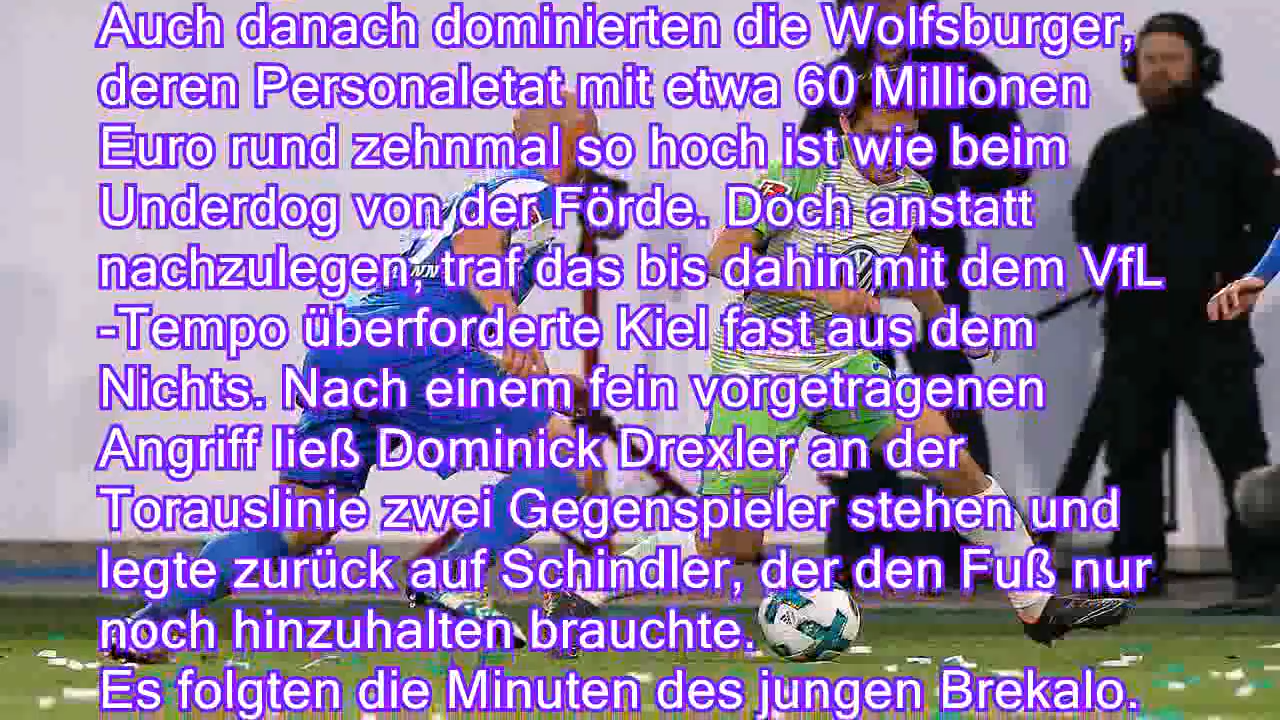 Auch danach dominierten die Wolfsburger,
deren Personaletat mit etwa 60 Millionen
Euro rund zehnmal so hoch ist wie beim
Underdog von der Förde. Doch anstatt
nachzulegen, traf das bis dahin mit dem VfL
-Tempo überforderte Kiel fast aus dem
Nichts. Nach einem fein vorgetragenen
Angriff ließ Dominick Drexler an der
Torauslinie zwei Gegenspieler stehen und
legte zurück auf Schindler, der den Fuß nur
noch hinzuhalten brauchte.
Es folgten die Minuten des jungen Brekalo.